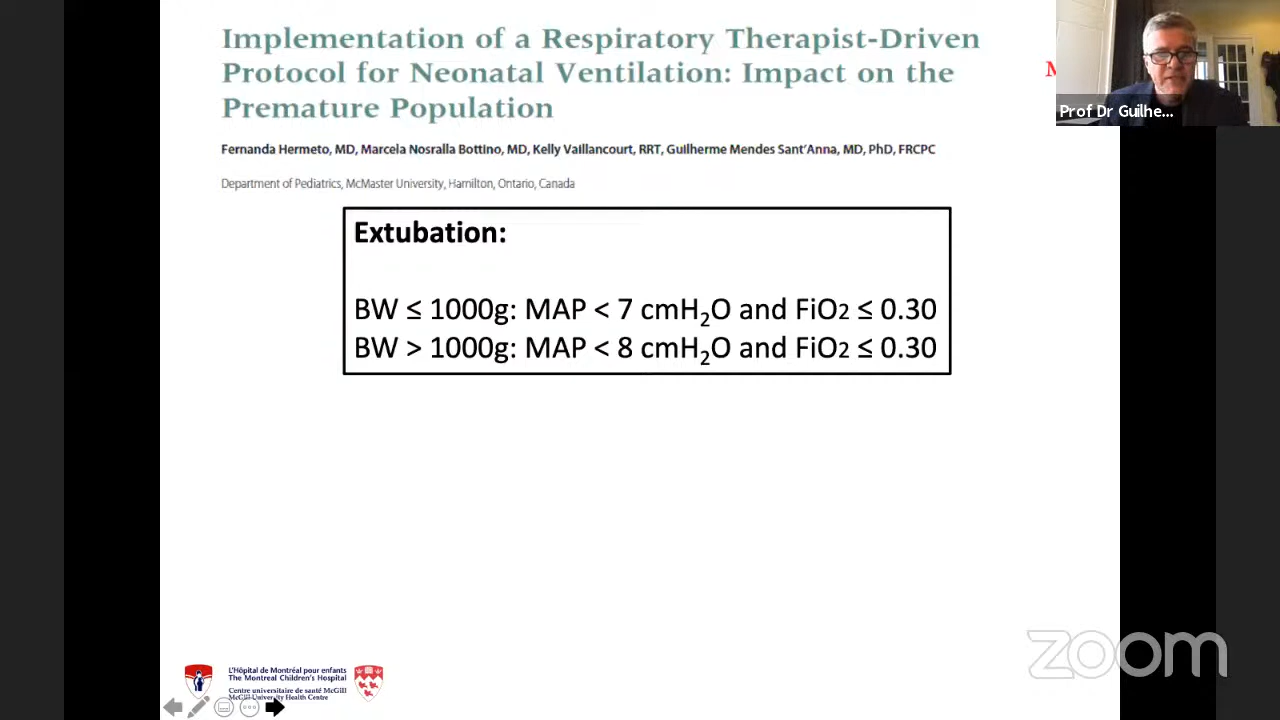 Implementation of a Respiratory Therapist-Driven
Protocol for Neonatal Ventilation: Impact on the
Premature Population
M
Prof Dr Guilhe...
Fernanda Hermeto, MD, Marcela Nosralla Bottino, MD, Kelly Vaillancourt, RRT, Guilherme Mendes Sant'Anna, MD, PhD, FRCPC
Department of Pediatrics, McMaster University, Hamilton, Ontario, Canada
Extubation:
BW ≤ 1000g: MAP < 7 cmH₂O and FiO2 ≤ 0.30
BW > 1000g: MAP < 8 cmH₂O and FiO2 ≤ 0.30
zoom
L'Hôpital de Montréal pour enfants
The Montreal Children's Hospital
Centre universitaire de santé McGill
McGill University Health Centre